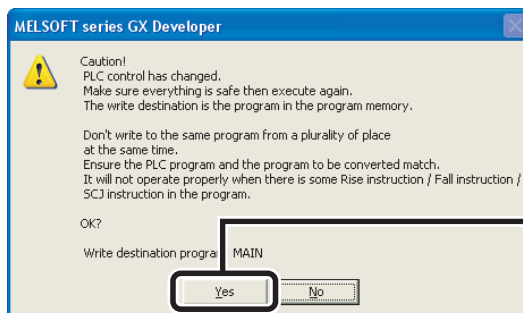 MELSOFT series GX Developer
Caution!
PLC control has changed.
Make sure everything is safe then execute again.
The write destination is the program in the program memory.
Don't write to the same program from a plurality of place
at the same time.
Ensure the PLC program and the program to be converted match.
It will not operate properly when there is some Rise instruction / Fall instruction /
SCJ instruction in the program.
OK?
Write destination progra MAIN
Yes No